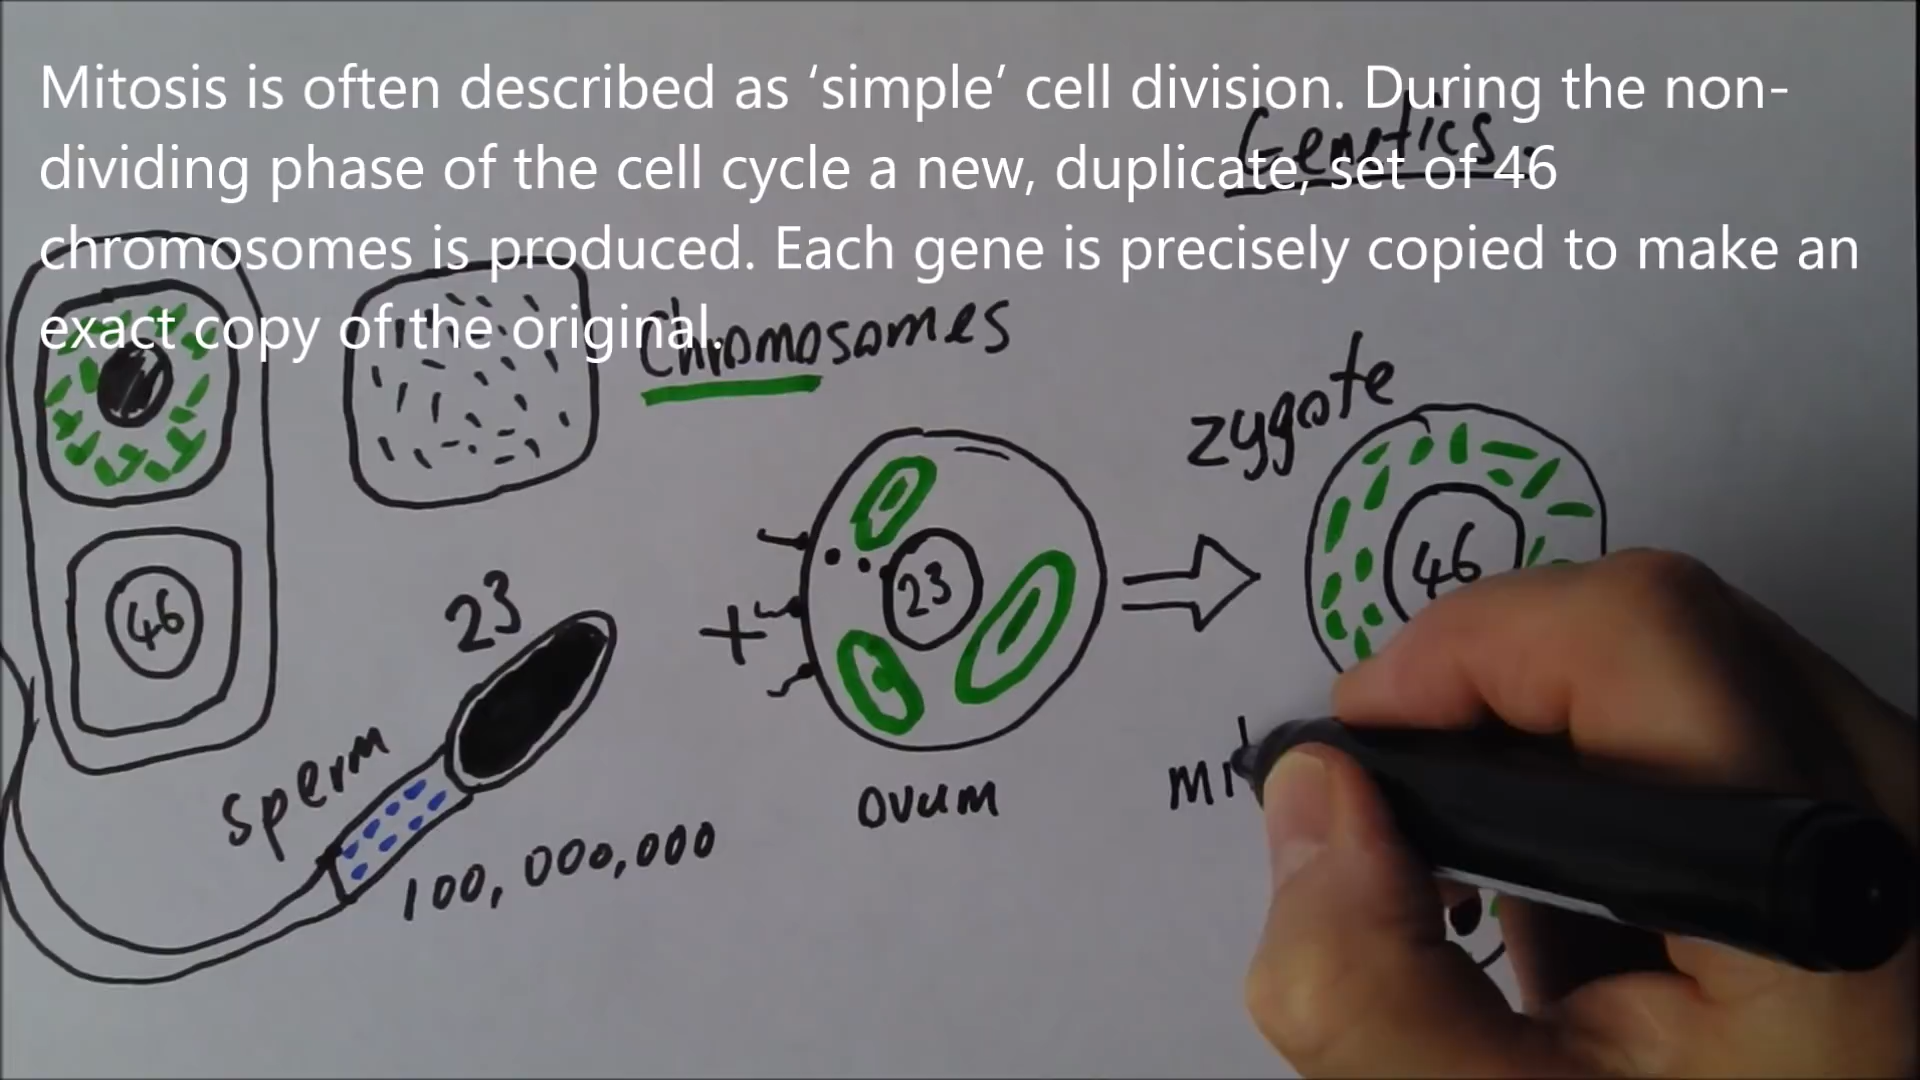 Mitosis is often described as ‘simple’ cell division. During the non-
dividing phase of the cell cycle a new, duplicate, set of 46
chromosomes is produced. Each gene is precisely copied to make an
exact copy of the original.
Genetics.
Chromosomes
zygote
46
23
46
23
+
sperm
ovum
100,000,000